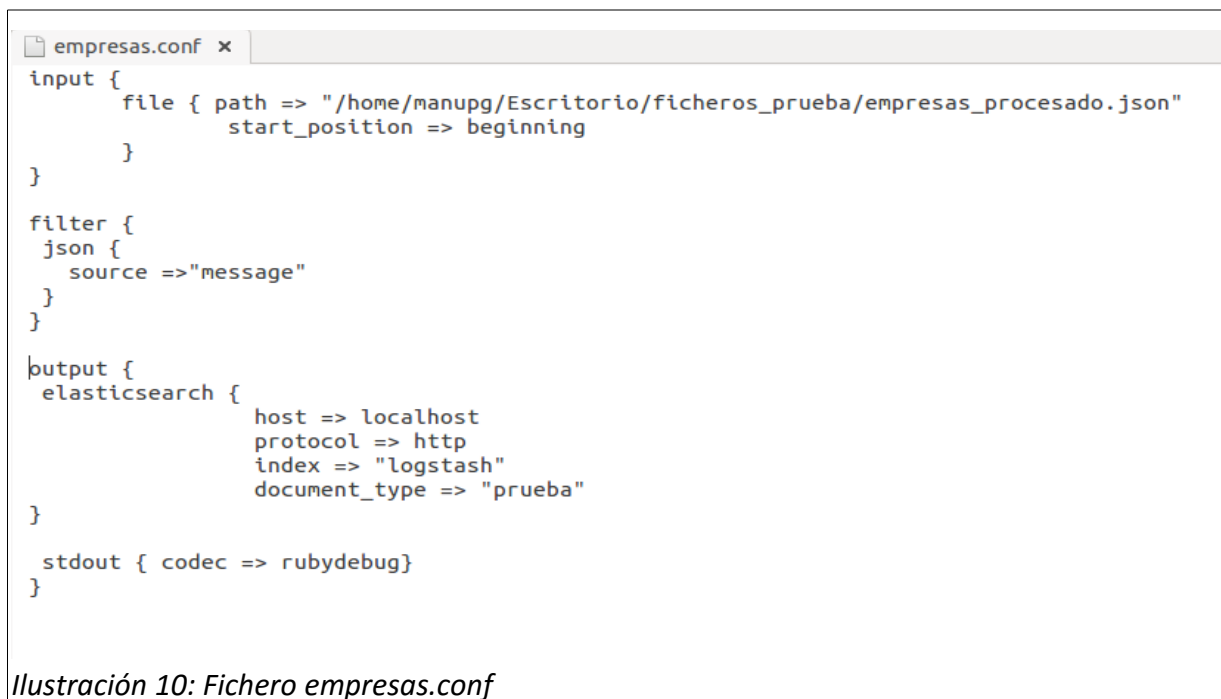 empresas.conf ×
input {
        file { path => "/home/manupg/Escritorio/ficheros_prueba/empresas_procesado.json"
                 start_position => beginning
        }
}

filter {
 json {
   source =>"message"
 }
}

output {
 elasticsearch {
                   host => localhost
                   protocol => http
                   index => "logstash"
                   document_type => "prueba"
}

 stdout { codec => rubydebug}
}

Ilustración 10: Fichero empresas.conf